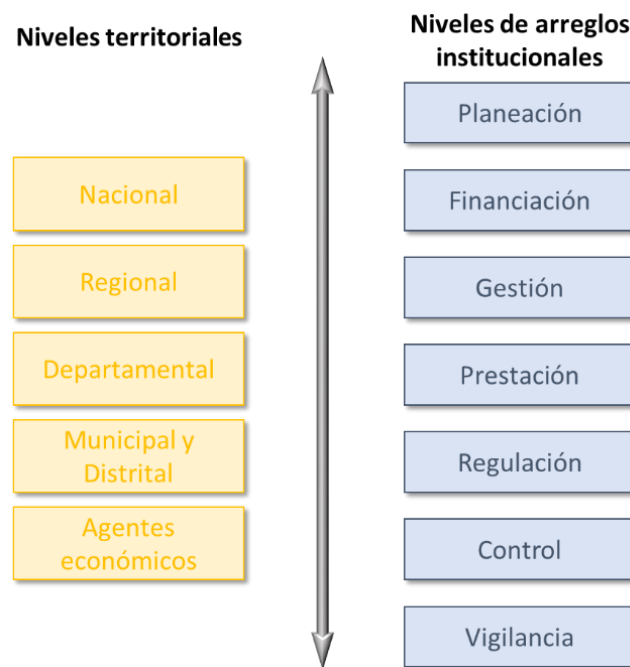 Niveles territoriales
Nacional
Regional
Departamental
Municipal y
Distrital
Agentes
económicos
Niveles de arreglos
institucionales
Planeación
Financiación
Gestión
Prestación
Regulación
Control
Vigilancia